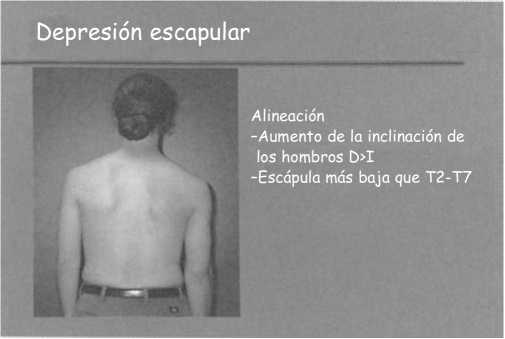 Depresión escapular
Alineación
-Aumento de la inclinación de
los hombros D>I
-Escápula más baja que T2-T7